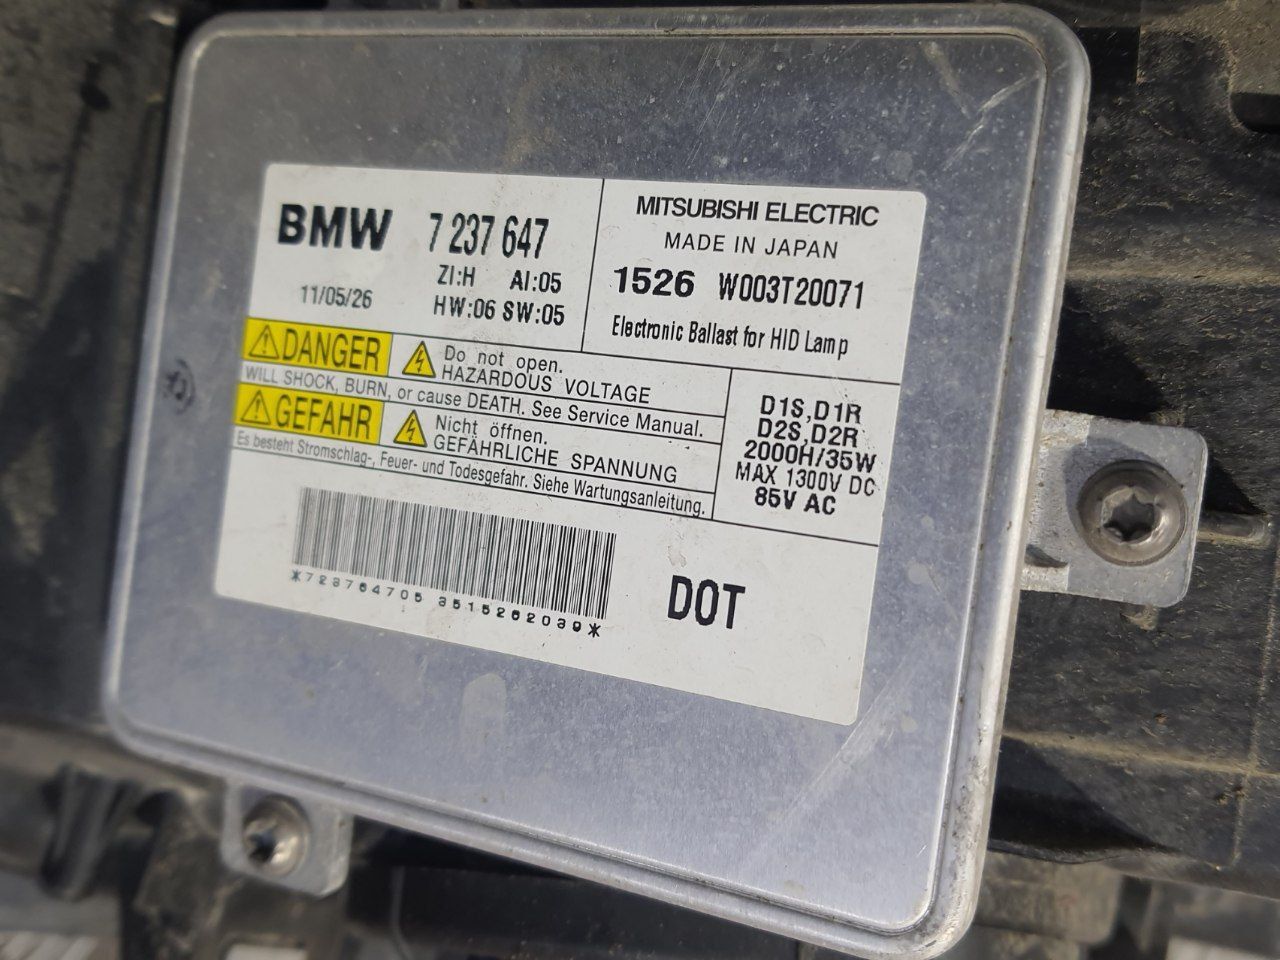 BMW 7 237 647
ZI:H AI:05
11/05/26 HW:06 SW:05
MITSUBISHI ELECTRIC
MADE IN JAPAN
1526 W003T20071
Electronic Ballast for HID Lamp
DANGER Do not open.
HAZARDOUS VOLTAGE
WILL SHOCK, BURN, or cause DEATH. See Service Manual.
GEFAHR Nicht öffnen.
GEFÄHRLICHE SPANNUNG
Es besteht Stromschlag-, Feuer- und Todesgefahr. Siehe Wartungsanleitung.
D1S,D1R
D2S,D2R
2000H/35W
MAX 1300V DC
85V AC
*723764705 3515262039*
DOT